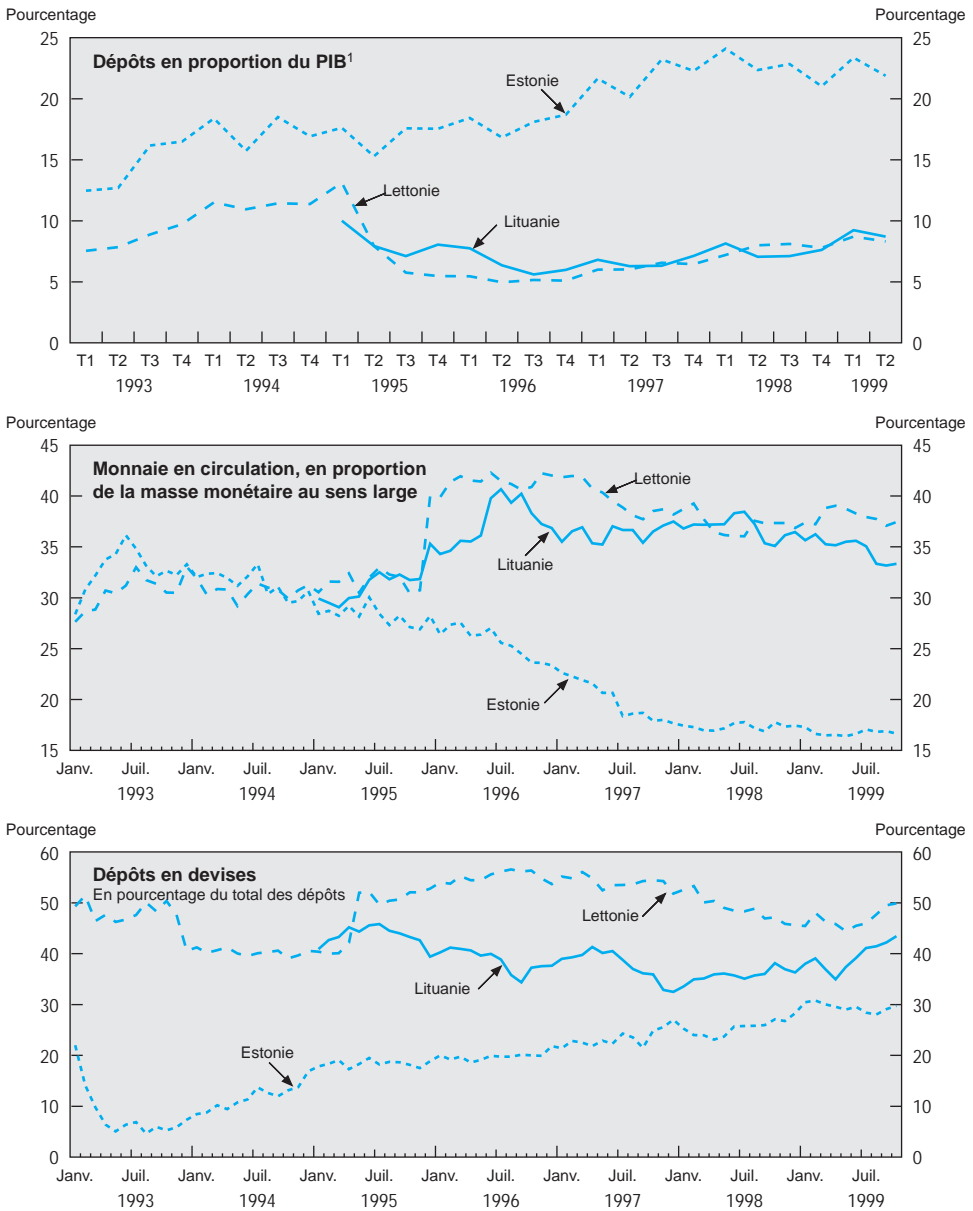 Pourcentage Pourcentage
25 25
Dépôts en proportion du PIB1
Estonie
20 20
15 15
Lettonie
10 Lituanie 10
5 5
0 0
T1 T2 T3 T4 T1 T2 T3 T4 T1 T2 T3 T4 T1 T2 T3 T4 T1 T2 T3 T4 T1 T2 T3 T4 T1 T2
1993 1994 1995 1996 1997 1998 1999
Pourcentage Pourcentage
45 45
Monnaie en circulation, en proportion
de la masse monétaire au sens large
Lettonie
40 40
35 35
Lituanie
30 30
25 25
Estonie
20 20
15 15
Janv. Juil. Janv. Juil. Janv. Juil. Janv. Juil. Janv. Juil. Janv. Juil. Janv. Juil.
1993 1994 1995 1996 1997 1998 1999
Pourcentage Pourcentage
60 60
Dépôts en devises
En pourcentage du total des dépôts
50 50
Lettonie
40 40
Lituanie
30 30
Estonie
20 20
10 10
0 0
Janv. Juil. Janv. Juil. Janv. Juil. Janv. Juil. Janv. Juil. Janv. Juil. Janv. Juil.
1993 1994 1995 1996 1997 1998 1999